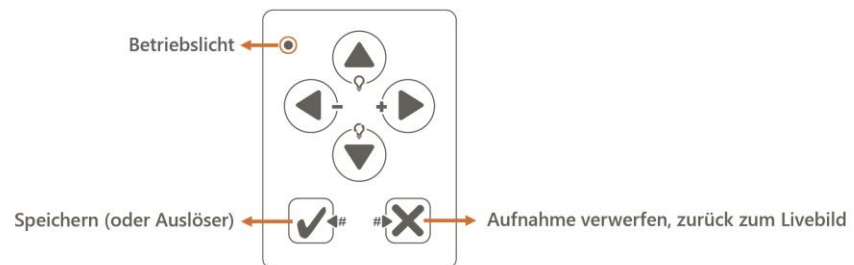 Betriebslicht
- +
Speichern (oder Auslöser) # # Aufnahme verwerfen, zurück zum Livebild